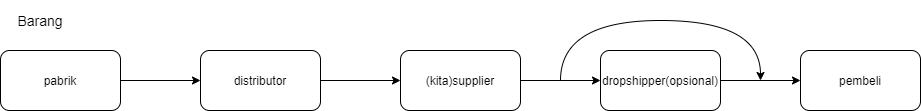 Barang
pabrik
distributor
(kita)supplier
dropshipper(opsional)
pembeli